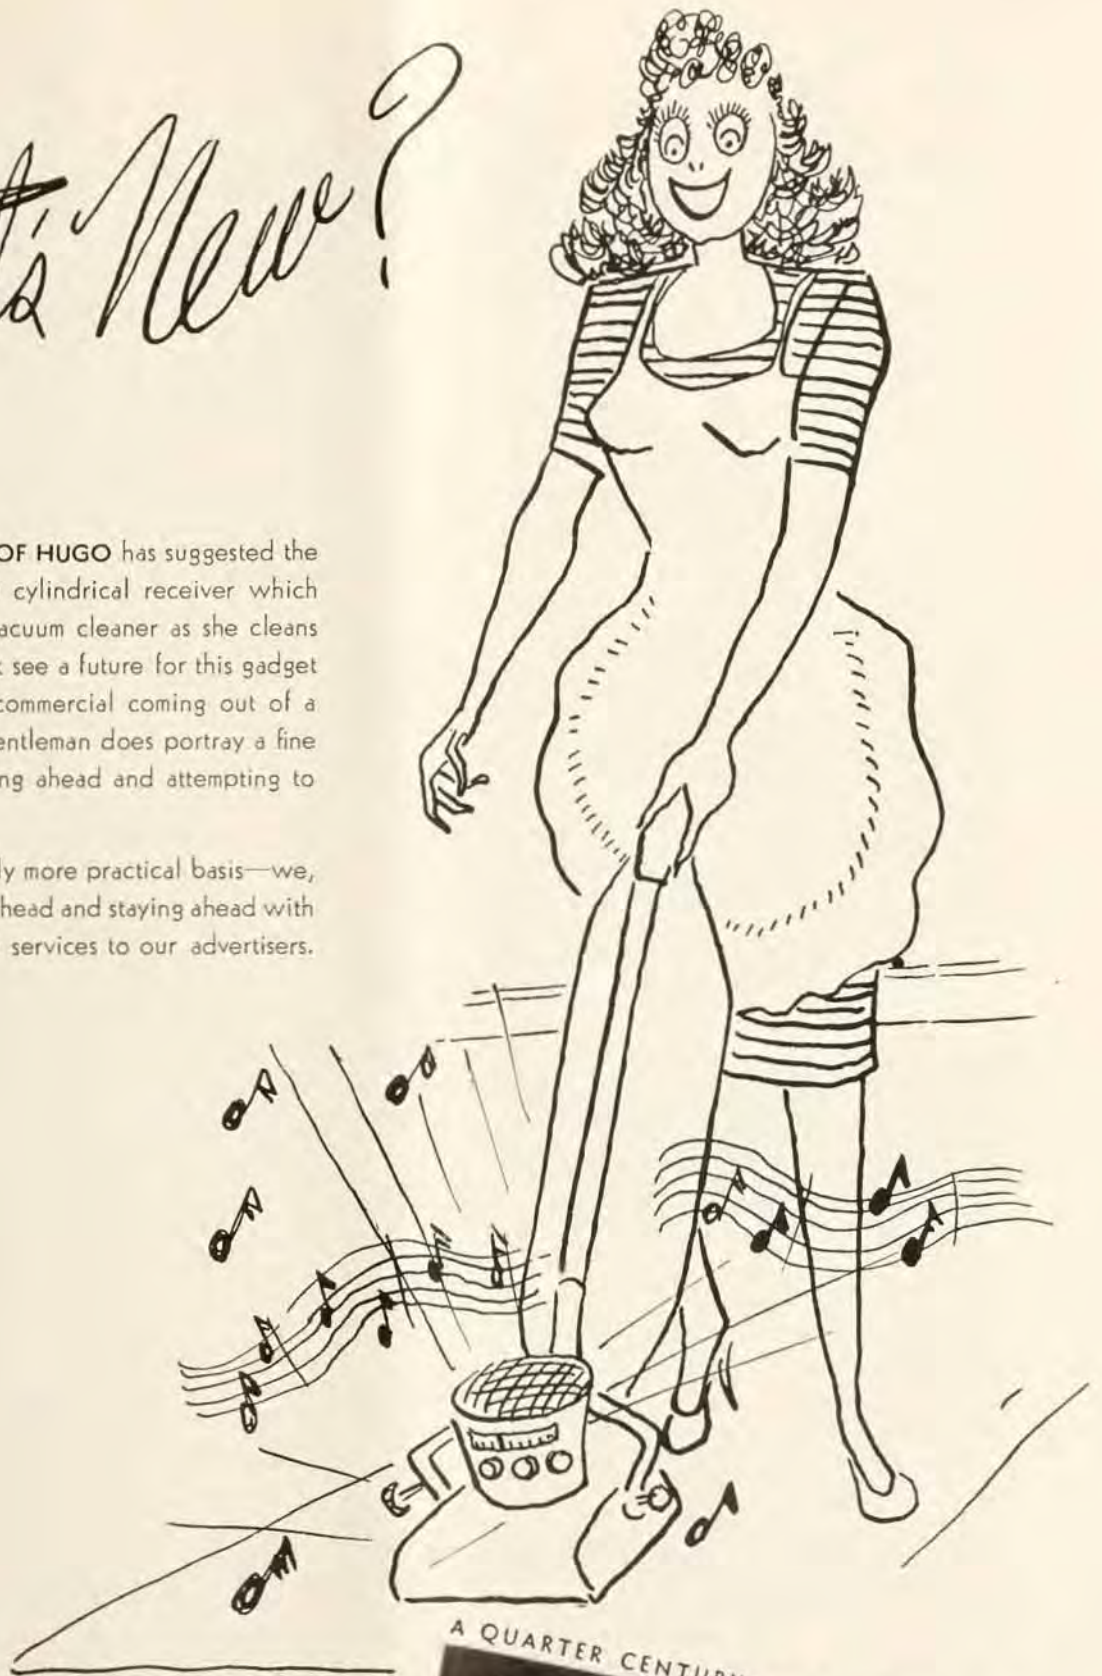 t's New?
OF HUGO has suggested the
cylindrical receiver which
acuum cleaner as she cleans
see a future for this gadget
commercial coming out of a
entleman does portray a fine
ng ahead and attempting to
ly more practical basis—we,
head and staying ahead with
services to our advertisers.
A QUARTER CENTURY